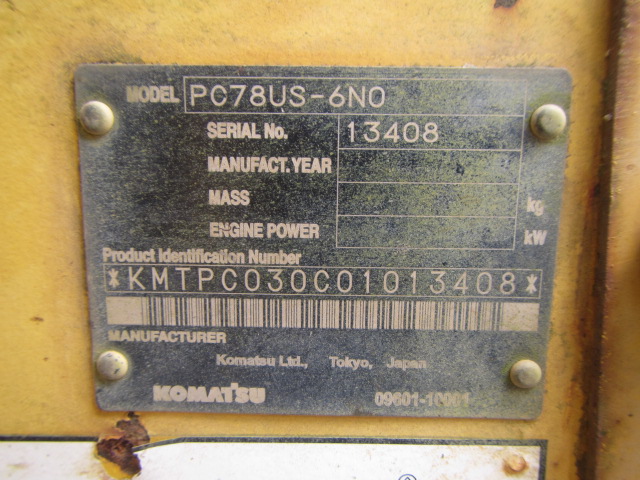 MODEL PC78US-6N0
SERIAL No. 13408
MANUFACT.YEAR
MASS kg
ENGINE POWER kW
Product Identification Number
*KMTPC030C01013408*
MANUFACTURER
Komatsu Ltd., Tokyo, Japan
KOMATSU 09601-10001